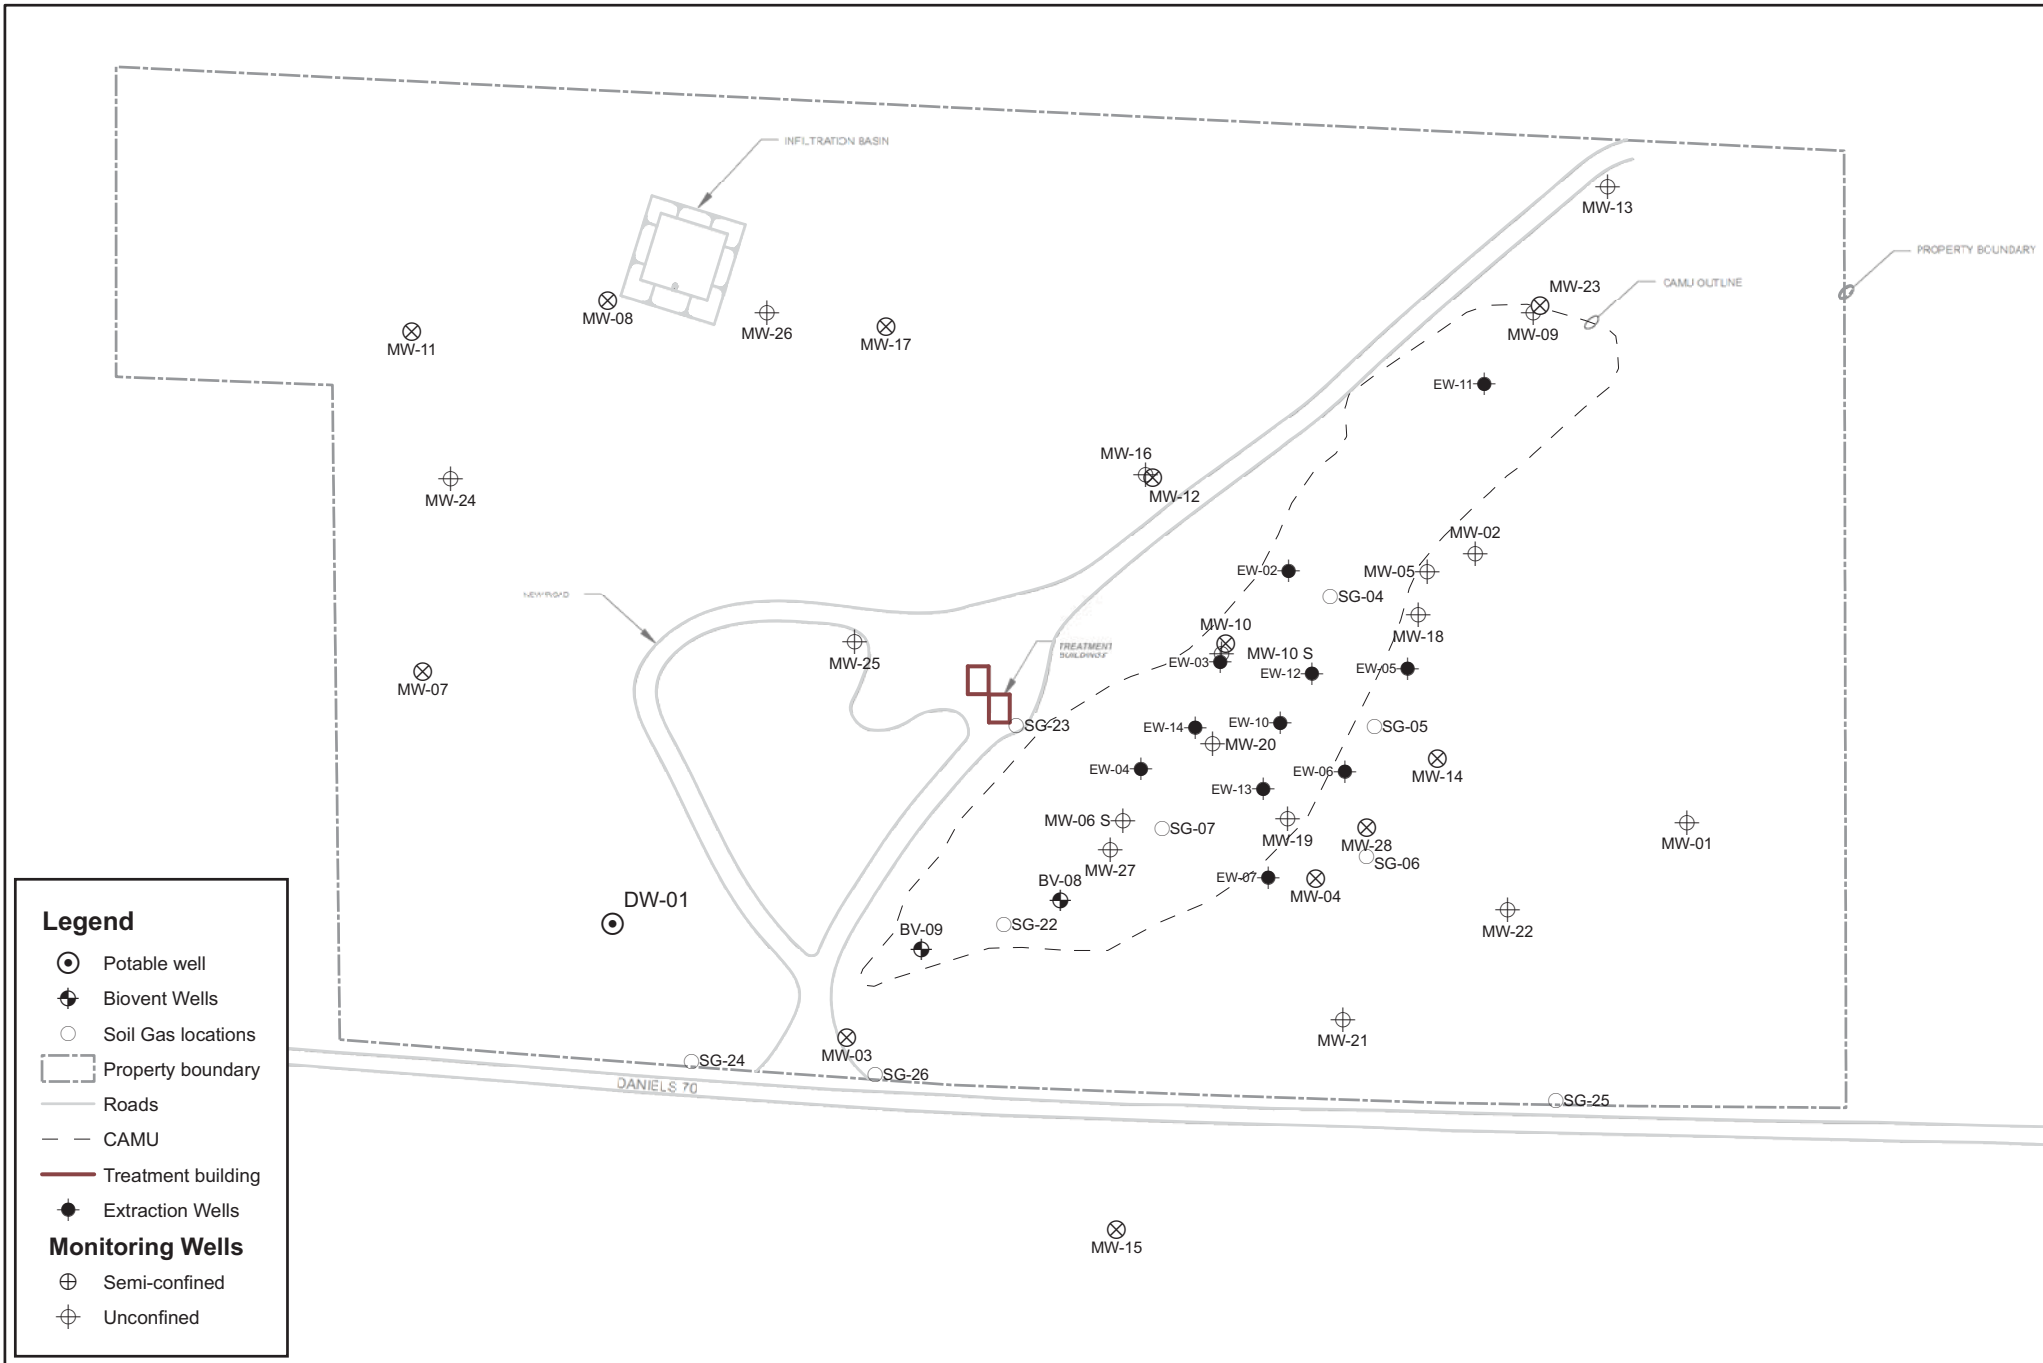 INFILTRATION BASIN
MW-13
PROPERTY BOUNDARY
CAMU OUTLINE
MW-23
MW-08
MW-26
MW-17
MW-11
MW-09
EW-11
MW-16
MW-12
MW-24
MW-02
EW-02
MW-05
NEW ROAD
SG-04
MW-18
MW-10
MW-25
TREATMENT
BUILDINGS
MW-10 S
EW-03
EW-12
EW-05
MW-07
SG-23
EW-14
EW-10
SG-05
MW-20
EW-04
EW-06
MW-14
EW-13
MW-06 S
SG-07
MW-19
MW-28
MW-01
SG-06
MW-27
EW-07
BV-08
MW-04
DW-01
SG-22
BV-09
MW-22
MW-21
MW-03
SG-24
SG-26
DANIELS 70
SG-25
MW-15
Legend
Potable well
Biovent Wells
Soil Gas locations
Property boundary
Roads
CAMU
Treatment building
Extraction Wells
Monitoring Wells
Semi-confined
Unconfined